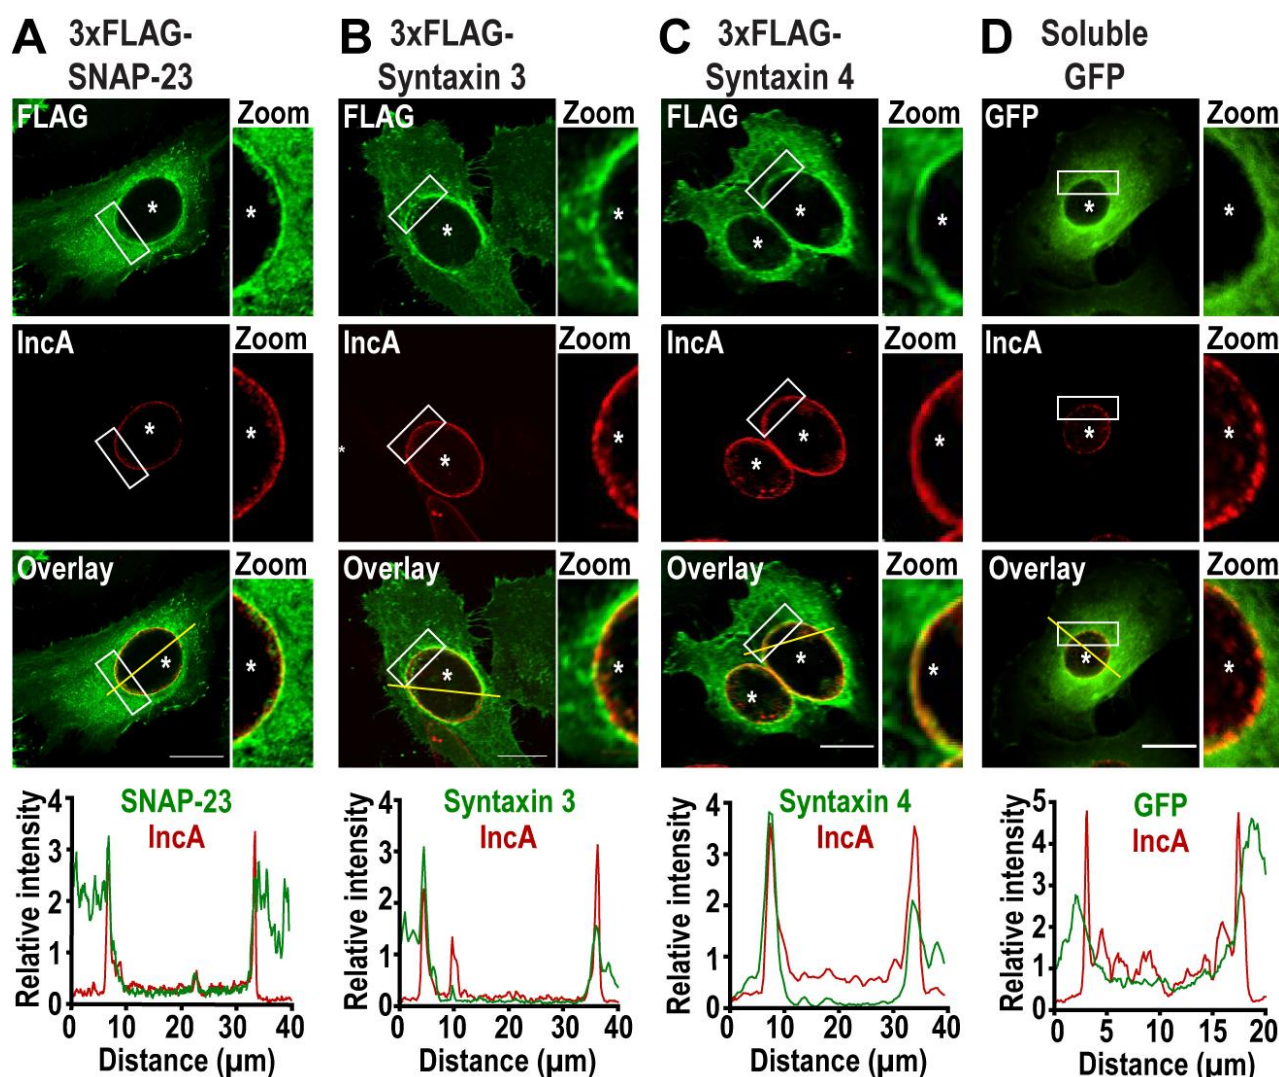 A 3xFLAG-
SNAP-23
B 3xFLAG-
Syntaxin 3
C 3xFLAG-
Syntaxin 4
D Soluble
GFP
FLAG Zoom
FLAG Zoom
FLAG Zoom
GFP Zoom
IncA Zoom
IncA Zoom
IncA Zoom
IncA Zoom
Overlay Zoom
Overlay Zoom
Overlay Zoom
Overlay Zoom
Relative intensity
4
3
2
1
0
SNAP-23
IncA
0 10 20 30 40
Distance (µm)
Relative intensity
4
3
2
1
0
Syntaxin 3
IncA
0 10 20 30 40
Distance (µm)
Relative intensity
4
3
2
1
0
Syntaxin 4
IncA
0 10 20 30 40
Distance (µm)
Relative intensity
5
4
3
2
1
0
GFP
IncA
0 5 10 15 20
Distance (µm)